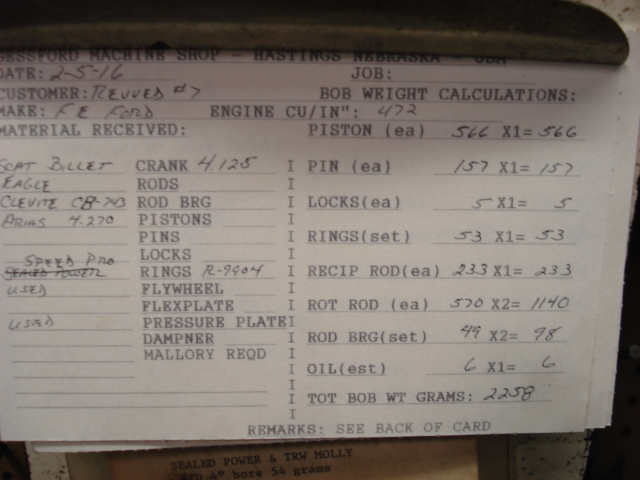 GESSFORD MACHINE SHOP - HASTINGS NEBRASKA - USA
DATE: 2-5-16 JOB:
CUSTOMER: REVVED #7 BOB WEIGHT CALCULATIONS:
MAKE: FE FORD ENGINE CU/IN": 472
MATERIAL RECEIVED: PISTON (ea) 566 X1= 566
SCAT BILLET CRANK 4.125 I PIN (ea) 157 X1= 157
EAGLE RODS I
CLEVITE CB-743 ROD BRG I LOCKS(ea) 5 X1= 5
ARIAS 4.270 PISTONS I
PINS I RINGS(set) 53 X1= 53
SPEED PRO LOCKS I
SEALED POWER RINGS R-9904 I RECIP ROD(ea) 233 X1= 233
USED FLYWHEEL I
FLEXPLATE I ROT ROD (ea) 570 X2= 1140
USED PRESSURE PLATEI
DAMPNER I ROD BRG(set) 49 X2= 98
MALLORY REQD I
I OIL(est) 6 X1= 6
I
I TOT BOB WT GRAMS: 2258
I
REMARKS: SEE BACK OF CARD
SEALED POWER & TRW MOLLY
4" bore 54 grams